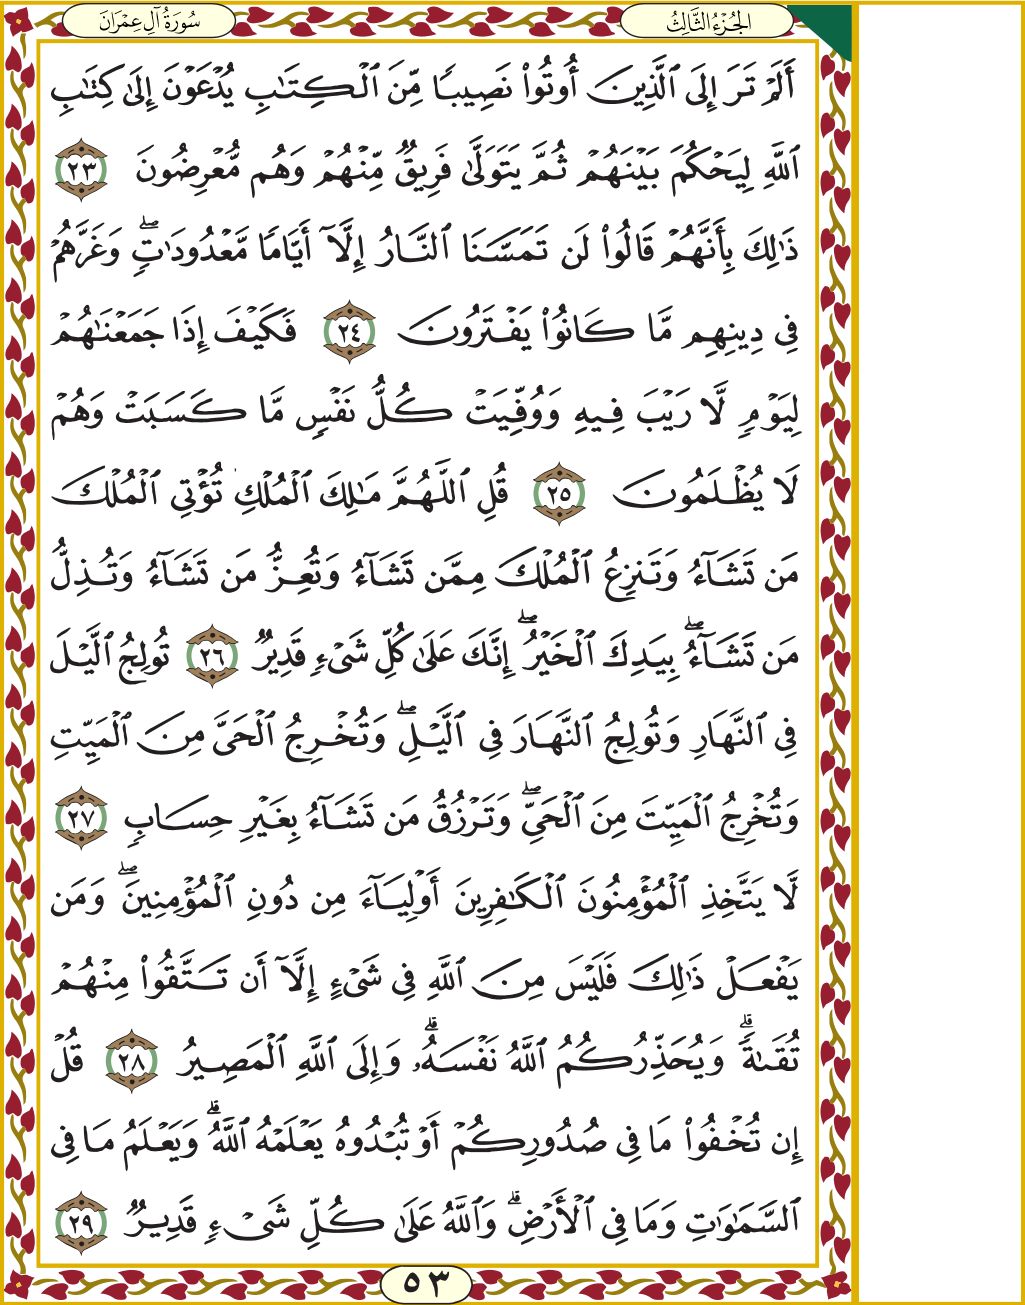 الجُزْءُ الثَّالِثُ
سُورَةُ آلِ عِمْرَانَ
أَلَمْ تَرَ إِلَى ٱلَّذِينَ أُوتُوا۟ نَصِيبًا مِّنَ ٱلْكِتَٰبِ يُدْعَوْنَ إِلَىٰ كِتَٰبِ
ٱللَّهِ لِيَحْكُمَ بَيْنَهُمْ ثُمَّ يَتَوَلَّىٰ فَرِيقٌ مِّنْهُمْ وَهُم مُّعْرِضُونَ ٢٣
ذَٰلِكَ بِأَنَّهُمْ قَالُوا۟ لَن تَمَسَّنَا ٱلنَّارُ إِلَّآ أَيَّامًا مَّعْدُودَٰتٍ ۖ وَغَرَّهُمْ
فِى دِينِهِم مَّا كَانُوا۟ يَفْتَرُونَ ٢٤ فَكَيْفَ إِذَا جَمَعْنَٰهُمْ
لِيَوْمٍ لَّا رَيْبَ فِيهِ وَوُفِّيَتْ كُلُّ نَفْسٍ مَّا كَسَبَتْ وَهُمْ
لَا يُظْلَمُونَ ٢٥ قُلِ ٱللَّهُمَّ مَٰلِكَ ٱلْمُلْكِ تُؤْتِى ٱلْمُلْكَ
مَن تَشَآءُ وَتَنزِعُ ٱلْمُلْكَ مِمَّن تَشَآءُ وَتُعِزُّ مَن تَشَآءُ وَتُذِلُّ
مَن تَشَآءُ ۖ بِيَدِكَ ٱلْخَيْرُ ۖ إِنَّكَ عَلَىٰ كُلِّ شَىْءٍ قَدِيرٌ ٢٦ تُولِجُ ٱلَّيْلَ
فِى ٱلنَّهَارِ وَتُولِجُ ٱلنَّهَارَ فِى ٱلَّيْلِ ۖ وَتُخْرِجُ ٱلْحَىَّ مِنَ ٱلْمَيِّتِ
وَتُخْرِجُ ٱلْمَيِّتَ مِنَ ٱلْحَىِّ ۖ وَتَرْزُقُ مَن تَشَآءُ بِغَيْرِ حِسَابٍ ٢٧
لَّا يَتَّخِذِ ٱلْمُؤْمِنُونَ ٱلْكَٰفِرِينَ أَوْلِيَآءَ مِن دُونِ ٱلْمُؤْمِنِينَ ۖ وَمَن
يَفْعَلْ ذَٰلِكَ فَلَيْسَ مِنَ ٱللَّهِ فِى شَىْءٍ إِلَّآ أَن تَتَّقُوا۟ مِنْهُمْ
تُقَىٰةً ۗ وَيُحَذِّرُكُمُ ٱللَّهُ نَفْسَهُۥ ۗ وَإِلَى ٱللَّهِ ٱلْمَصِيرُ ٢٨ قُلْ
إِن تُخْفُوا۟ مَا فِى صُدُورِكُمْ أَوْ تُبْدُوهُ يَعْلَمْهُ ٱللَّهُ ۗ وَيَعْلَمُ مَا فِى
ٱلسَّمَٰوَٰتِ وَمَا فِى ٱلْأَرْضِ ۗ وَٱللَّهُ عَلَىٰ كُلِّ شَىْءٍ قَدِيرٌ ٢٩
٥٣